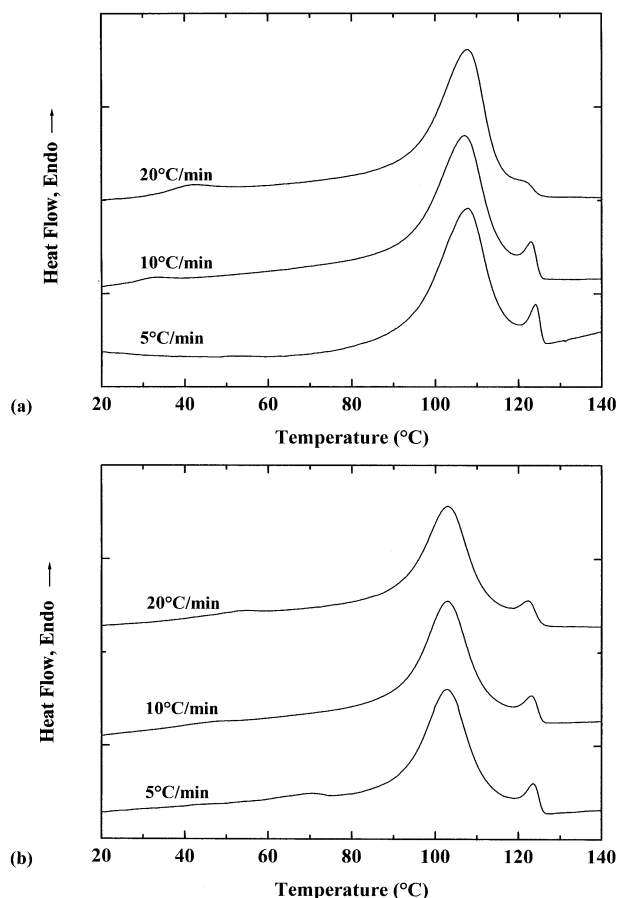 Heat Flow, Endo →
20°C/min
10°C/min
5°C/min
(a)
20 40 60 80 100 120 140
Temperature (°C)
Heat Flow, Endo →
20°C/min
10°C/min
5°C/min
(b)
20 40 60 80 100 120 140
Temperature (°C)